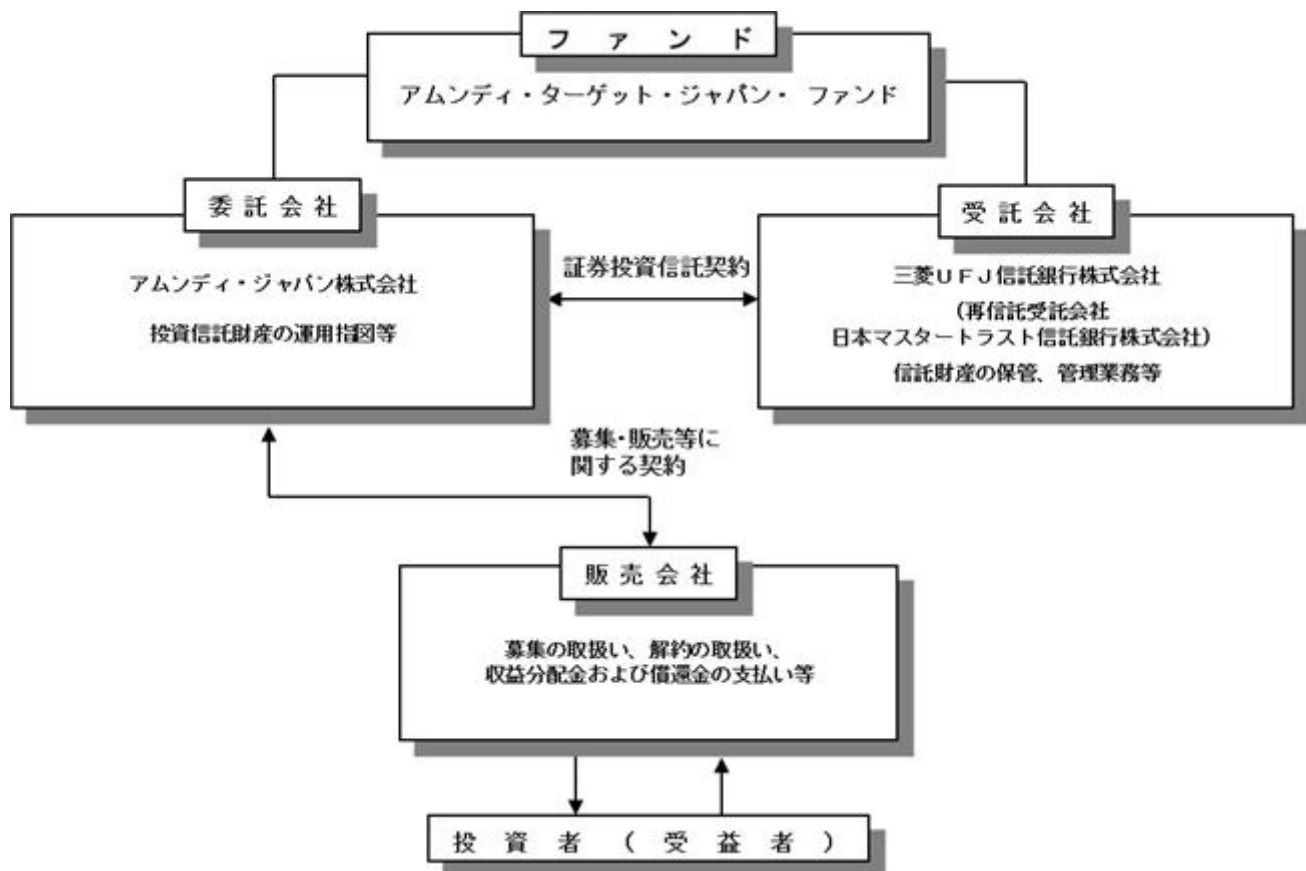 ファンド
アムンディ・ターゲット・ジャパン・ ファンド
委託会社
アムンディ・ジャパン株式会社
投資信託財産の運用指図等
証券投資信託契約
受託会社
三菱UFJ信託銀行株式会社
(再信託受託会社
日本マスタートラスト信託銀行株式会社)
信託財産の保管、管理業務等
募集・販売等に
関する契約
販売会社
募集の取扱い、解約の取扱い、
収益分配金および償還金の支払い等
投資者(受益者)